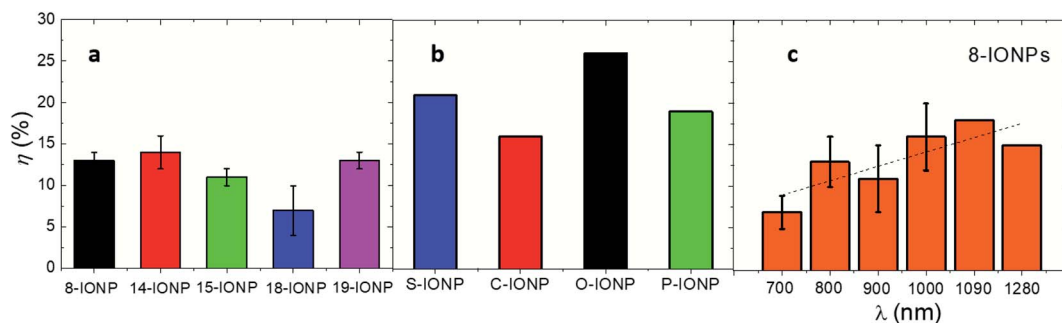 η (%)
30
25
20
15
10
5
0
a
8-IONP 14-IONP 15-IONP 18-IONP 19-IONP
b
S-IONP C-IONP O-IONP P-IONP
c
8-IONPs
700 800 900 1000 1090 1280
λ (nm)